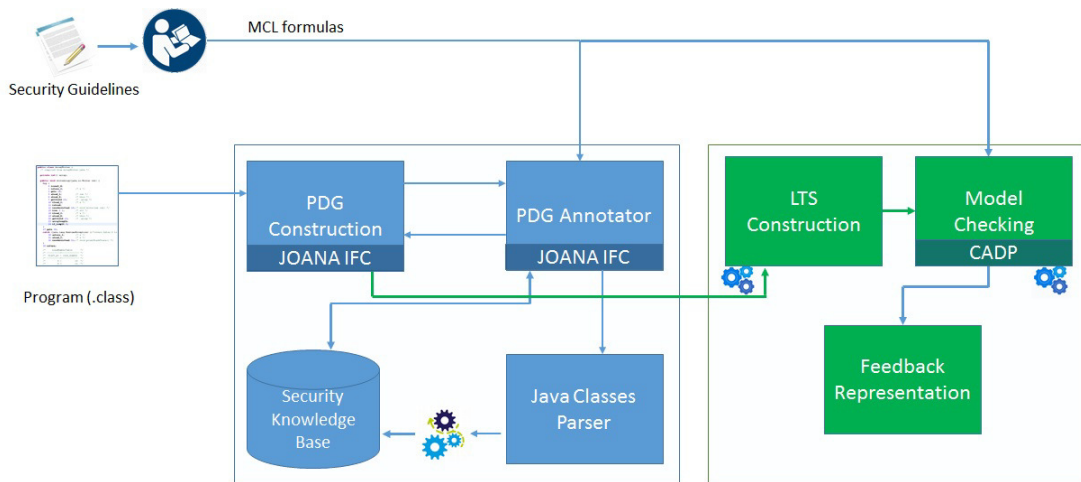 MCL formulas
Security Guidelines
Program (.class)
PDG
Construction
JOANA IFC
PDG Annotator
JOANA IFC
LTS
Construction
Model
Checking
CADP
Security
Knowledge
Base
Java Classes
Parser
Feedback
Representation